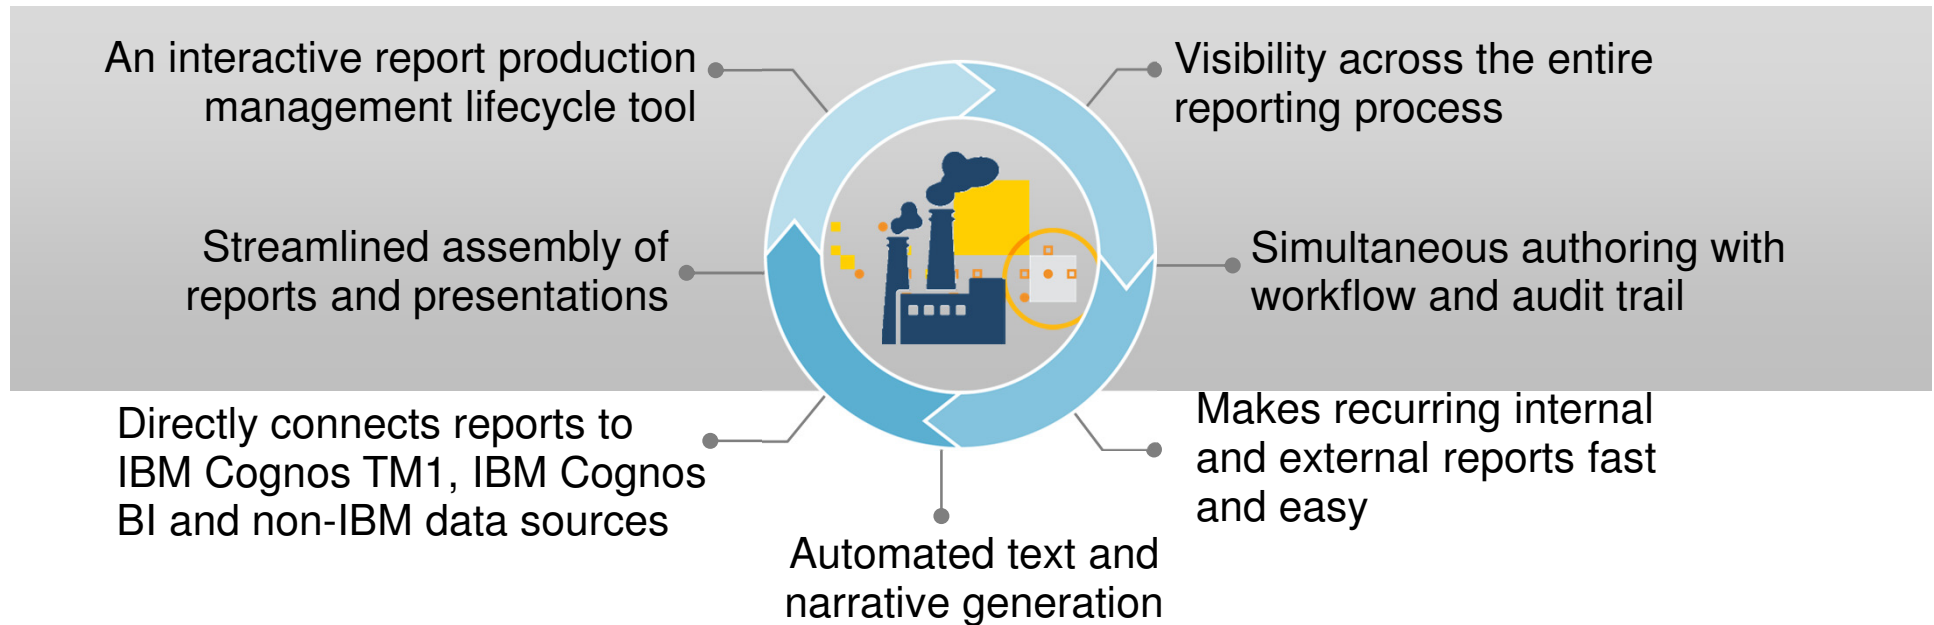 An interactive report production
management lifecycle tool
Visibility across the entire
reporting process
Streamlined assembly of
reports and presentations
Simultaneous authoring with
workflow and audit trail
Directly connects reports to
IBM Cognos TM1, IBM Cognos
BI and non-IBM data sources
Makes recurring internal
and external reports fast
and easy
Automated text and
narrative generation